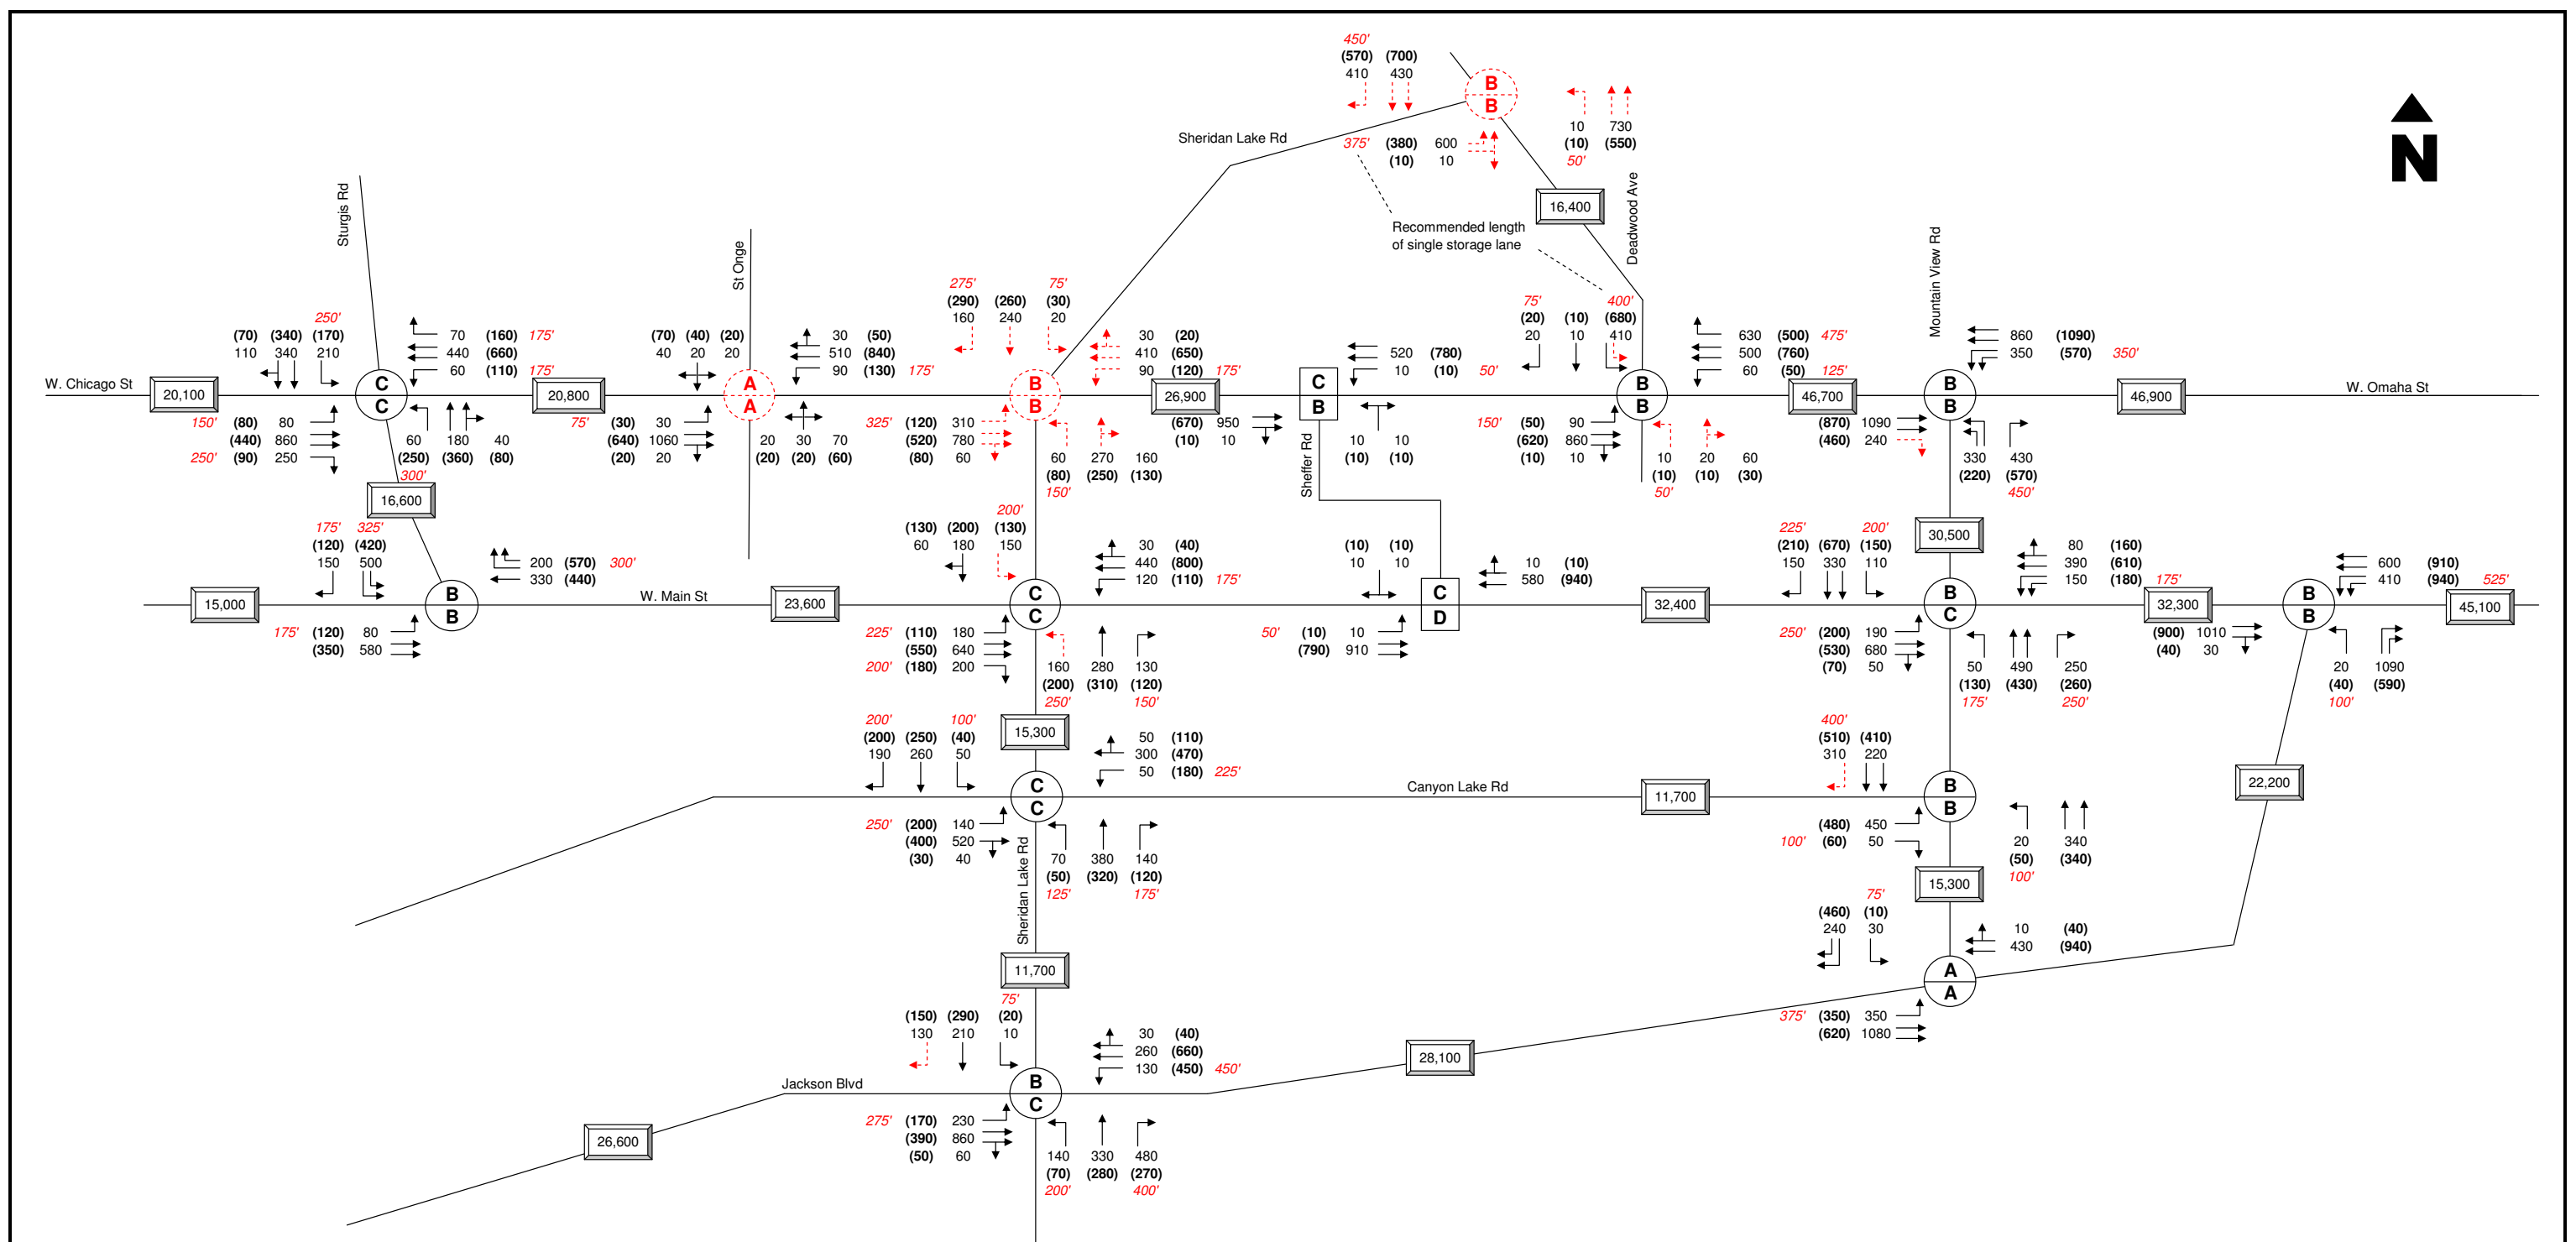 450'
(570) (700)
410 430
B
B
10 730
(10) (550)
50'
Sheridan Lake Rd
375' (380) 600
(10) 10
N
16,400
Deadwood Ave
Recommended length
of single storage lane
Sturgis Rd
St Onge
Mountain View Rd
250'
(70) (340) (170)
110 340 210
70 (160) 175'
440 (660)
60 (110) 175'
(70) (40) (20)
40 20 20
30 (50)
510 (840)
90 (130) 175'
275' 75'
(290) (260) (30)
160 240 20
30 (20)
410 (650)
90 (120) 175'
520 (780)
10 (10) 50'
75' 400'
(20) (10) (680)
20 10 410
630 (500) 475'
500 (760)
60 (50) 125'
860 (1090)
350 (570) 350'
W. Chicago St
20,100
C
C
20,800
A
A
B
B
26,900
C
B
B
B
46,700
B
B
46,900
W. Omaha St
150' (80) 80
(440) 860
250' (90) 250
60 180 40
(250) (360) (80)
300'
75' (30) 30
(640) 1060
(20) 20
20 30 70
(20) (20) (60)
325' (120) 310
(520) 780
(80) 60
60 270 160
(80) (250) (130)
150'
(670) 950
(10) 10
10 10
(10) (10)
Sheffer Rd
150' (50) 90
(620) 860
(10) 10
10 20 60
(10) (10) (30)
50'
(870) 1090
(460) 240
330 430
(220) (570)
450'
16,600
30,500
175' 325'
(120) (420)
150 500
200 (570) 300'
330 (440)
200'
(130) (200) (130)
60 180 150
30 (40)
440 (800)
120 (110) 175'
(10) (10)
10 10
10 (10)
580 (940)
225' 200'
(210) (670) (150)
150 330 110
80 (160)
390 (610)
150 (180) 175'
600 (910)
410 (940) 525'
15,000
B
B
W. Main St
23,600
C
C
C
D
32,400
B
C
32,300
B
B
45,100
175' (120) 80
(350) 580
225' (110) 180
(550) 640
200' (180) 200
160 280 130
(200) (310) (120)
250' 150'
50' (10) 10
(790) 910
250' (200) 190
(530) 680
(70) 50
50 490 250
(130) (430) (260)
175' 250'
(900) 1010
(40) 30
20 1090
(40) (590)
100'
15,300
200' 100'
(200) (250) (40)
190 260 50
50 (110)
300 (470)
50 (180) 225'
400'
(510) (410)
310 220
C
C
Canyon Lake Rd
11,700
B
B
22,200
250' (200) 140
(400) 520
(30) 40
Sheridan Lake Rd
70 380 140
(50) (320) (120)
125' 175'
(480) 450
100' (60) 50
20 340
(50) (340)
100'
15,300
75'
(460) (10)
240 30
10 (40)
430 (940)
A
A
375' (350) 350
(620) 1080
11,700
75'
(150) (290) (20)
130 210 10
30 (40)
260 (660)
130 (450) 450'
28,100
Jackson Blvd
B
C
275' (170) 230
(390) 860
(50) 60
140 330 480
(70) (280) (270)
200' 400'
26,600